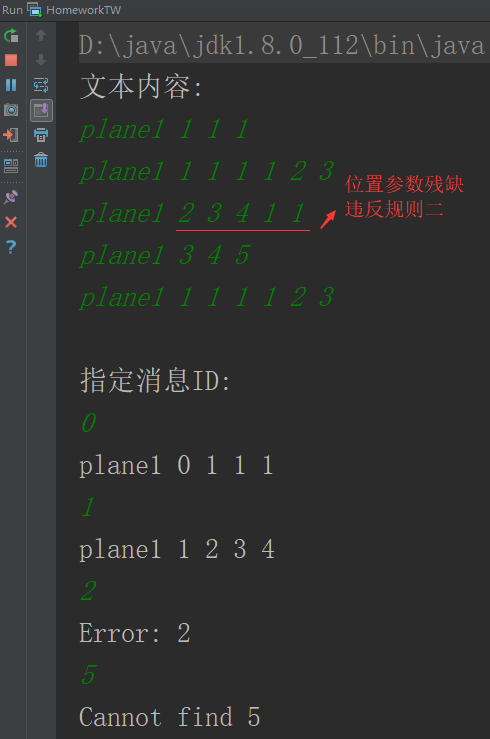 Run HomeworkTW
D:\java\jdk1.8.0_112\bin\java
文本内容:
plane1 1 1 1
plane1 1 1 1 1 2 3
plane1 2 3 4 1 1
位置参数残缺
违反规则二
plane1 3 4 5
plane1 1 1 1 1 2 3
指定消息ID:
0
plane1 0 1 1 1
1
plane1 1 2 3 4
2
Error: 2
5
Cannot find 5